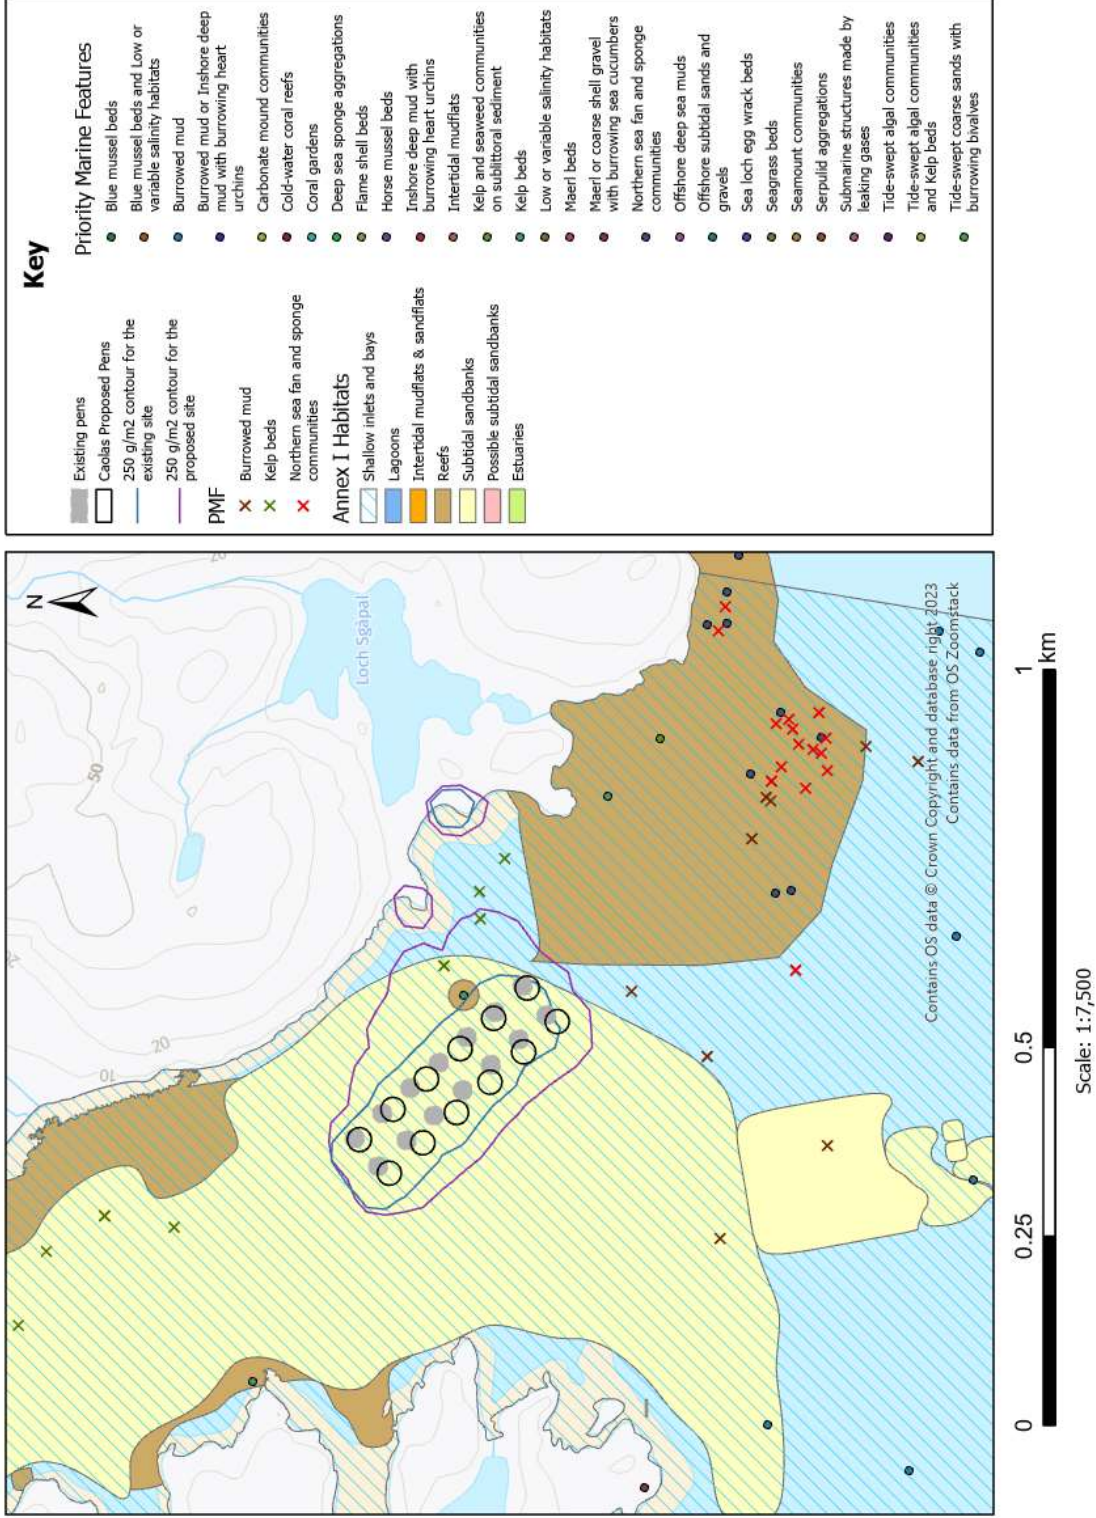 Key
Existing pens
Caolas Proposed Pens
250 g/m2 contour for the
existing site
250 g/m2 contour for the
proposed site
PMF
Burrowed mud
Kelp beds
Northern sea fan and sponge
communities
Annex I Habitats
Shallow inlets and bays
Lagoons
Intertidal mudflats & sandflats
Reefs
Subtidal sandbanks
Possible subtidal sandbanks
Estuaries
Priority Marine Features
Blue mussel beds
Blue mussel beds and Low or
variable salinity habitats
Burrowed mud
Burrowed mud or Inshore deep
mud with burrowing heart
urchins
Carbonate mound communities
Cold-water coral reefs
Coral gardens
Deep sea sponge aggregations
Flame shell beds
Horse mussel beds
Inshore deep mud with
burrowing heart urchins
Intertidal mudflats
Kelp and seaweed communities
on sublittoral sediment
Kelp beds
Low or variable salinity habitats
Maerl beds
Maerl or coarse shell gravel
with burrowing sea cucumbers
Northern sea fan and sponge
communities
Offshore deep sea muds
Offshore subtidal sands and
gravels
Sea loch egg wrack beds
Seagrass beds
Seamount communities
Serpulid aggregations
Submarine structures made by
leaking gases
Tide-swept algal communities
Tide-swept algal communities
and Kelp beds
Tide-swept coarse sands with
burrowing bivalves
N
20
50
20
10
Loch Sgàpal
Contains OS data © Crown Copyright and database right 2023
Contains data from OS Zoomstack
0 0.25 0.5 1
km
Scale: 1:7,500